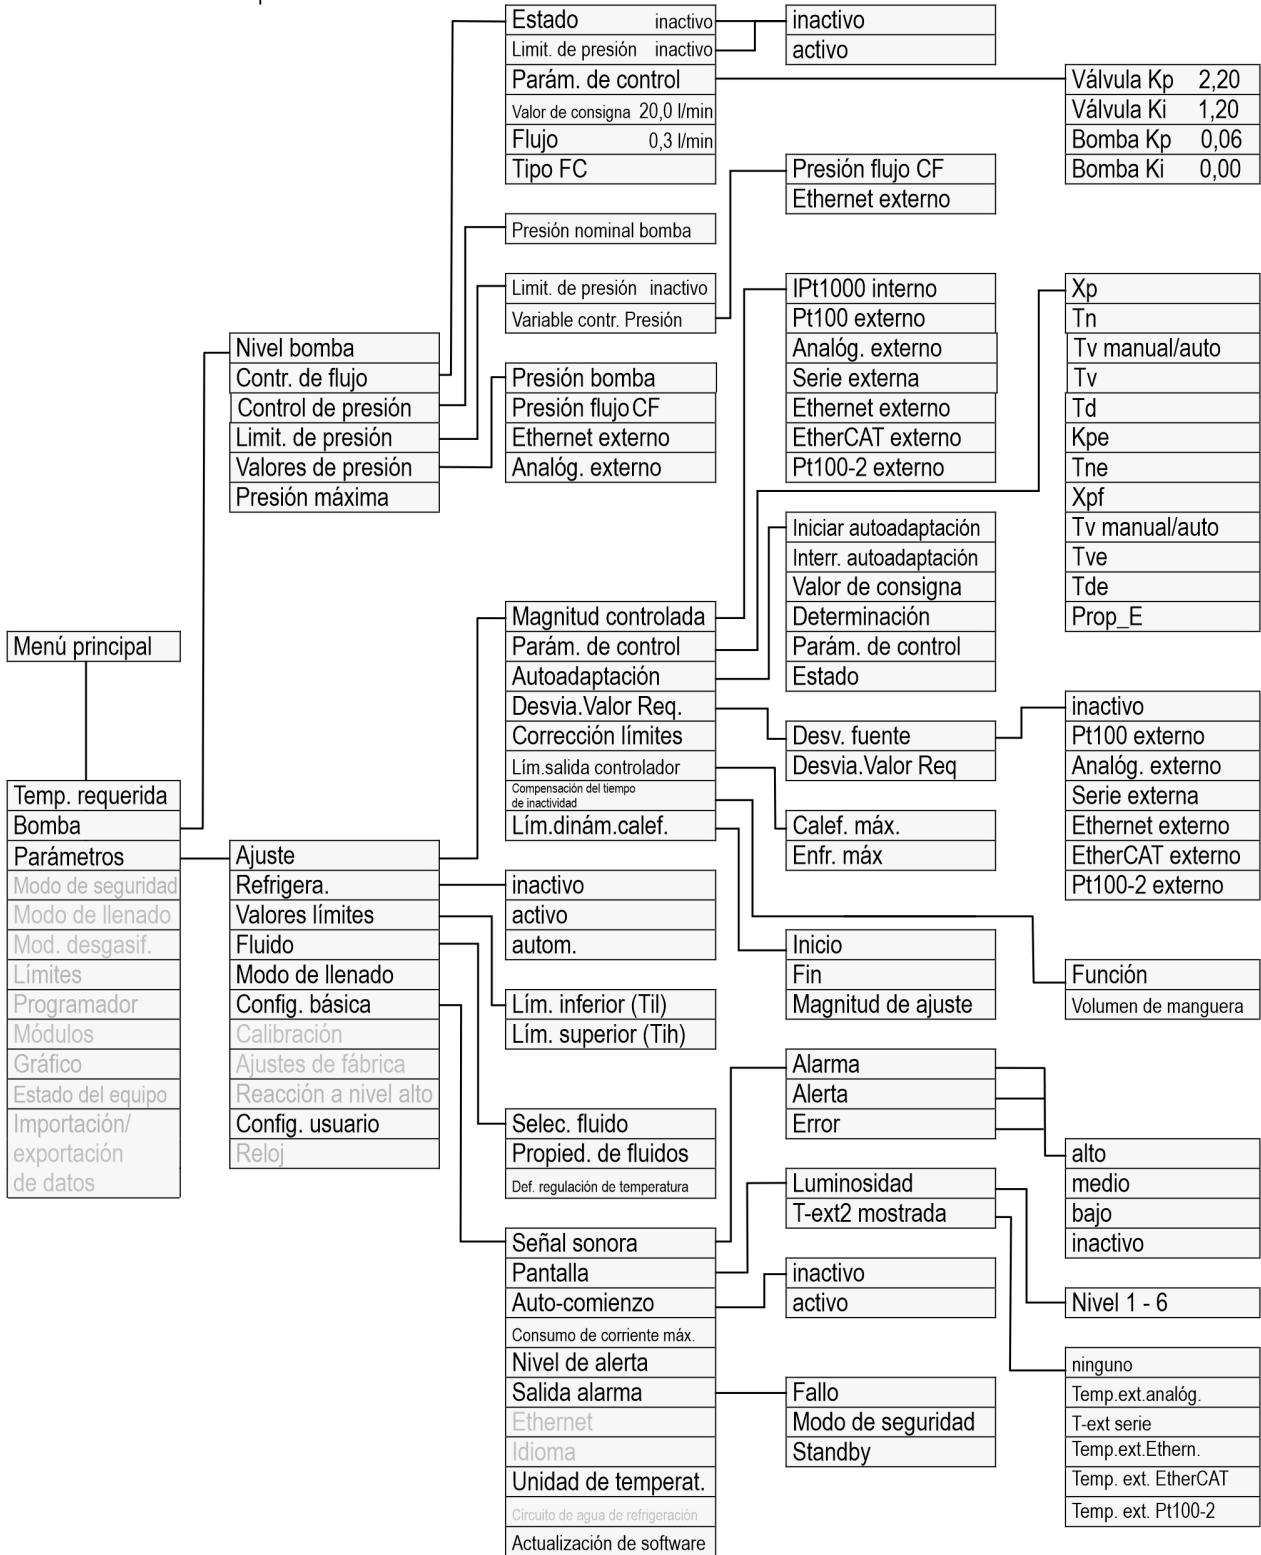 Menú principal
Temp. requerida
Bomba
Parámetros
Modo de seguridad
Modo de llenado
Mod. desgasif.
Límites
Programador
Módulos
Gráfico
Estado del equipo
Importación/
exportación
de datos
Nivel bomba
Contr. de flujo
Control de presión
Limit. de presión
Valores de presión
Presión máxima
Ajuste
Refrigera.
Valores límites
Fluido
Modo de llenado
Config. básica
Calibración
Ajustes de fábrica
Reacción a nivel alto
Config. usuario
Reloj
Estado inactivo
Limit. de presión inactivo
Parám. de control
Valor de consigna 20,0 l/min
Flujo 0,3 l/min
Tipo FC
Presión nominal bomba
Limit. de presión inactivo
Variable contr. Presión
Presión bomba
Presión flujo CF
Ethernet externo
Analóg. externo
Magnitud controlada
Parám. de control
Autoadaptación
Desvia.Valor Req.
Corrección límites
Lím.salida controlador
Compensación del tiempo
de inactividad
Lím.dinám.calef.
inactivo
activo
autom.
Lím. inferior (Til)
Lím. superior (Tih)
Selec. fluido
Propied. de fluidos
Def. regulación de temperatura
Señal sonora
Pantalla
Auto-comienzo
Consumo de corriente máx.
Nivel de alerta
Salida alarma
Ethernet
Idioma
Unidad de temperat.
Circuito de agua de refrigeración
Actualización de software
inactivo
activo
Presión flujo CF
Ethernet externo
IPt1000 interno
Pt100 externo
Analóg. externo
Serie externa
Ethernet externo
EtherCAT externo
Pt100-2 externo
Iniciar autoadaptación
Interr. autoadaptación
Valor de consigna
Determinación
Parám. de control
Estado
Desv. fuente
Desvia.Valor Req
Calef. máx.
Enfr. máx
Inicio
Fin
Magnitud de ajuste
Alarma
Alerta
Error
Luminosidad
T-ext2 mostrada
inactivo
activo
Fallo
Modo de seguridad
Standby
Válvula Kp 2,20
Válvula Ki 1,20
Bomba Kp 0,06
Bomba Ki 0,00
Xp
Tn
Tv manual/auto
Tv
Td
Kpe
Tne
Xpf
Tv manual/auto
Tve
Tde
Prop_E
inactivo
Pt100 externo
Analóg. externo
Serie externa
Ethernet externo
EtherCAT externo
Pt100-2 externo
Función
Volumen de manguera
alto
medio
bajo
inactivo
Nivel 1 - 6
ninguno
Temp.ext.analóg.
T-ext serie
Temp.ext.Ethern.
Temp. ext. EtherCAT
Temp. ext. Pt100-2